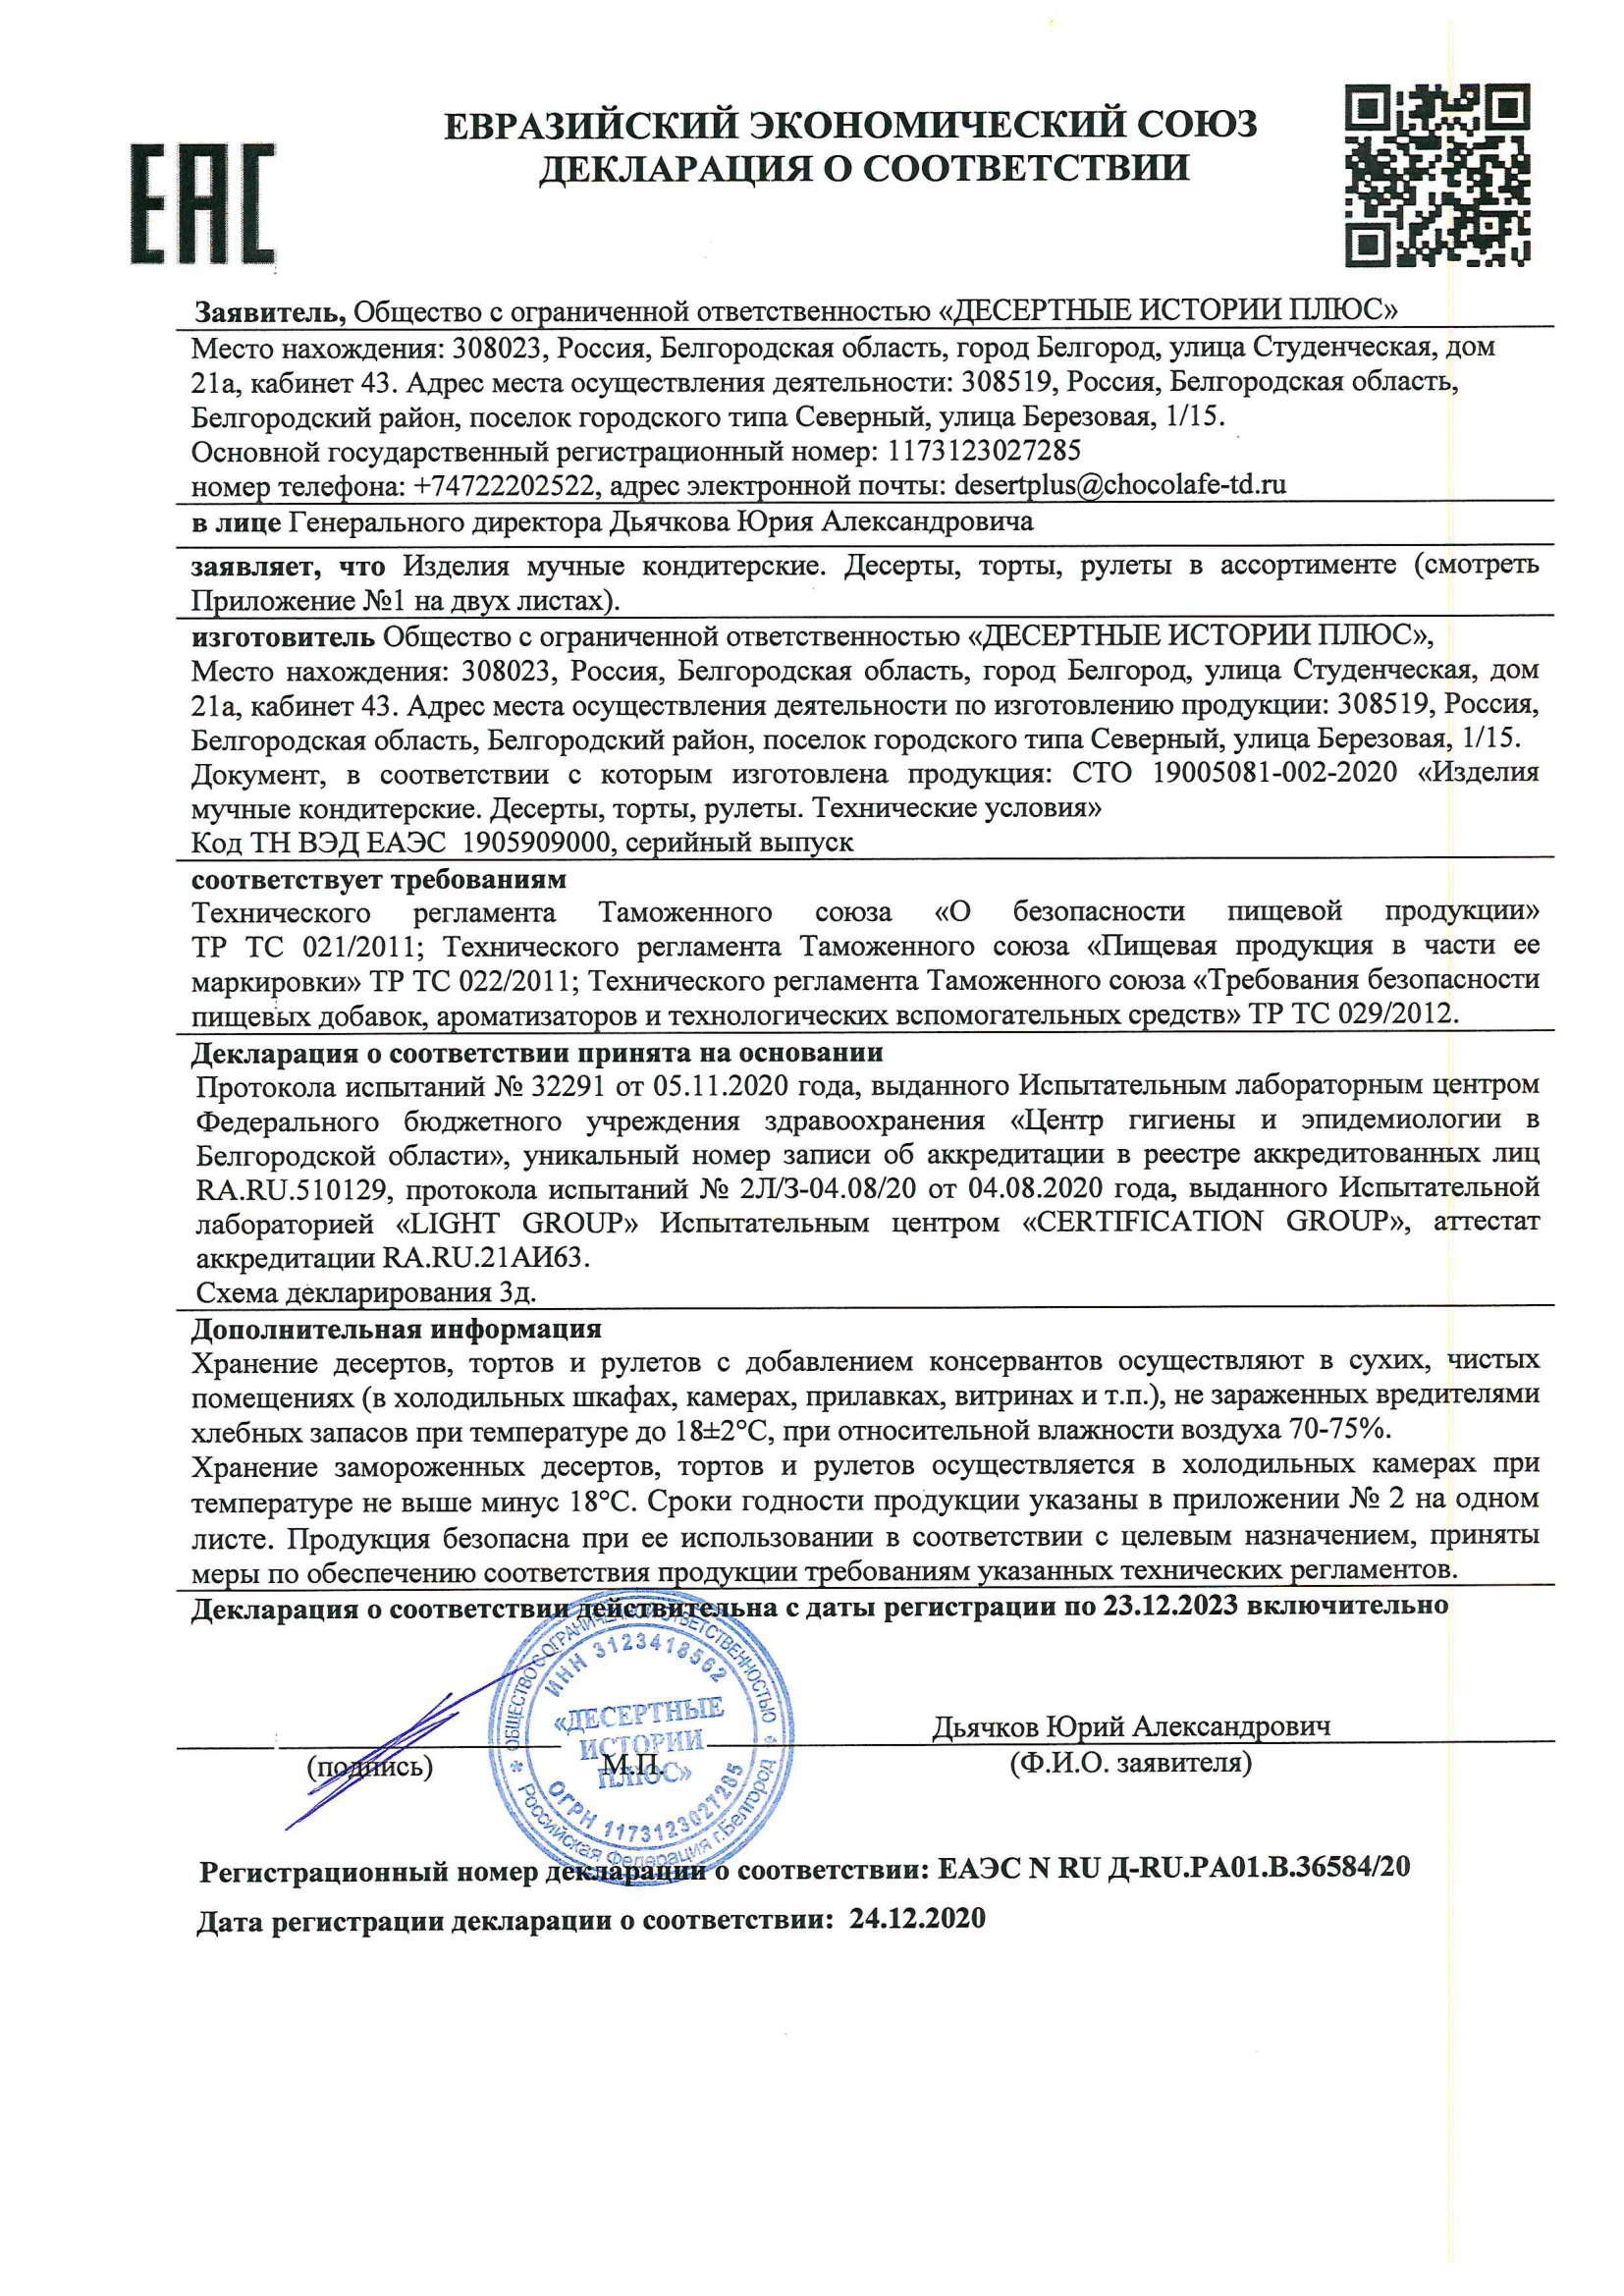 ЕВРАЗИЙСКИЙ ЭКОНОМИЧЕСКИЙ СОЮЗ
ДЕКЛАРАЦИЯ О СООТВЕТСТВИИ
ЕАС
Заявитель, Общество с ограниченной ответственностью «ДЕСЕРТНЫЕ ИСТОРИИ ПЛЮС»
Место нахождения: 308023, Россия, Белгородская область, город Белгород, улица Студенческая, дом
21а, кабинет 43. Адрес места осуществления деятельности: 308519, Россия, Белгородская область,
Белгородский район, поселок городского типа Северный, улица Березовая, 1/15.
Основной государственный регистрационный номер: 1173123027285
номер телефона: +74722202522, адрес электронной почты: desertplus@chocolafe-td.ru
в лице Генерального директора Дьячкова Юрия Александровича
заявляет, что Изделия мучные кондитерские. Десерты, торты, рулеты в ассортименте (смотреть
Приложение №1 на двух листах).
изготовитель Общество с ограниченной ответственностью «ДЕСЕРТНЫЕ ИСТОРИИ ПЛЮС»,
Место нахождения: 308023, Россия, Белгородская область, город Белгород, улица Студенческая, дом
21а, кабинет 43. Адрес места осуществления деятельности по изготовлению продукции: 308519, Россия,
Белгородская область, Белгородский район, поселок городского типа Северный, улица Березовая, 1/15.
Документ, в соответствии с которым изготовлена продукция: СТО 19005081-002-2020 «Изделия
мучные кондитерские. Десерты, торты, рулеты. Технические условия»
Код ТН ВЭД ЕАЭС 1905909000, серийный выпуск
соответствует требованиям
Технического регламента Таможенного союза «О безопасности пищевой продукции»
ТР ТС 021/2011; Технического регламента Таможенного союза «Пищевая продукция в части ее
маркировки» ТР ТС 022/2011; Технического регламента Таможенного союза «Требования безопасности
пищевых добавок, ароматизаторов и технологических вспомогательных средств» ТР ТС 029/2012.
Декларация о соответствии принята на основании
Протокола испытаний № 32291 от 05.11.2020 года, выданного Испытательным лабораторным центром
Федерального бюджетного учреждения здравоохранения «Центр гигиены и эпидемиологии в
Белгородской области», уникальный номер записи об аккредитации в реестре аккредитованных лиц
RA.RU.510129, протокола испытаний № 2Л/З-04.08/20 от 04.08.2020 года, выданного Испытательной
лабораторией «LIGHT GROUP» Испытательным центром «CERTIFICATION GROUP», аттестат
аккредитации RA.RU.21АИ63.
Схема декларирования 3д.
Дополнительная информация
Хранение десертов, тортов и рулетов с добавлением консервантов осуществляют в сухих, чистых
помещениях (в холодильных шкафах, камерах, прилавках, витринах и т.п.), не зараженных вредителями
хлебных запасов при температуре до 18±2°С, при относительной влажности воздуха 70-75%.
Хранение замороженных десертов, тортов и рулетов осуществляется в холодильных камерах при
температуре не выше минус 18°С. Сроки годности продукции указаны в приложении № 2 на одном
листе. Продукция безопасна при ее использовании в соответствии с целевым назначением, приняты
меры по обеспечению соответствия продукции требованиям указанных технических регламентов.
Декларация о соответствии действительна с даты регистрации по 23.12.2023 включительно
ОБЩЕСТВО С ОГРАНИЧЕННОЙ ОТВЕТСТВЕННОСТЬЮ
ИНН 3123418562
«ДЕСЕРТНЫЕ
ИСТОРИИ
ПЛЮС»
ОГРН 1173123027285
Российская Федерация г.Белгород
Дьячков Юрий Александрович
(подпись) М.П. (Ф.И.О. заявителя)
Регистрационный номер декларации о соответствии: ЕАЭС N RU Д-RU.РА01.В.36584/20
Дата регистрации декларации о соответствии: 24.12.2020